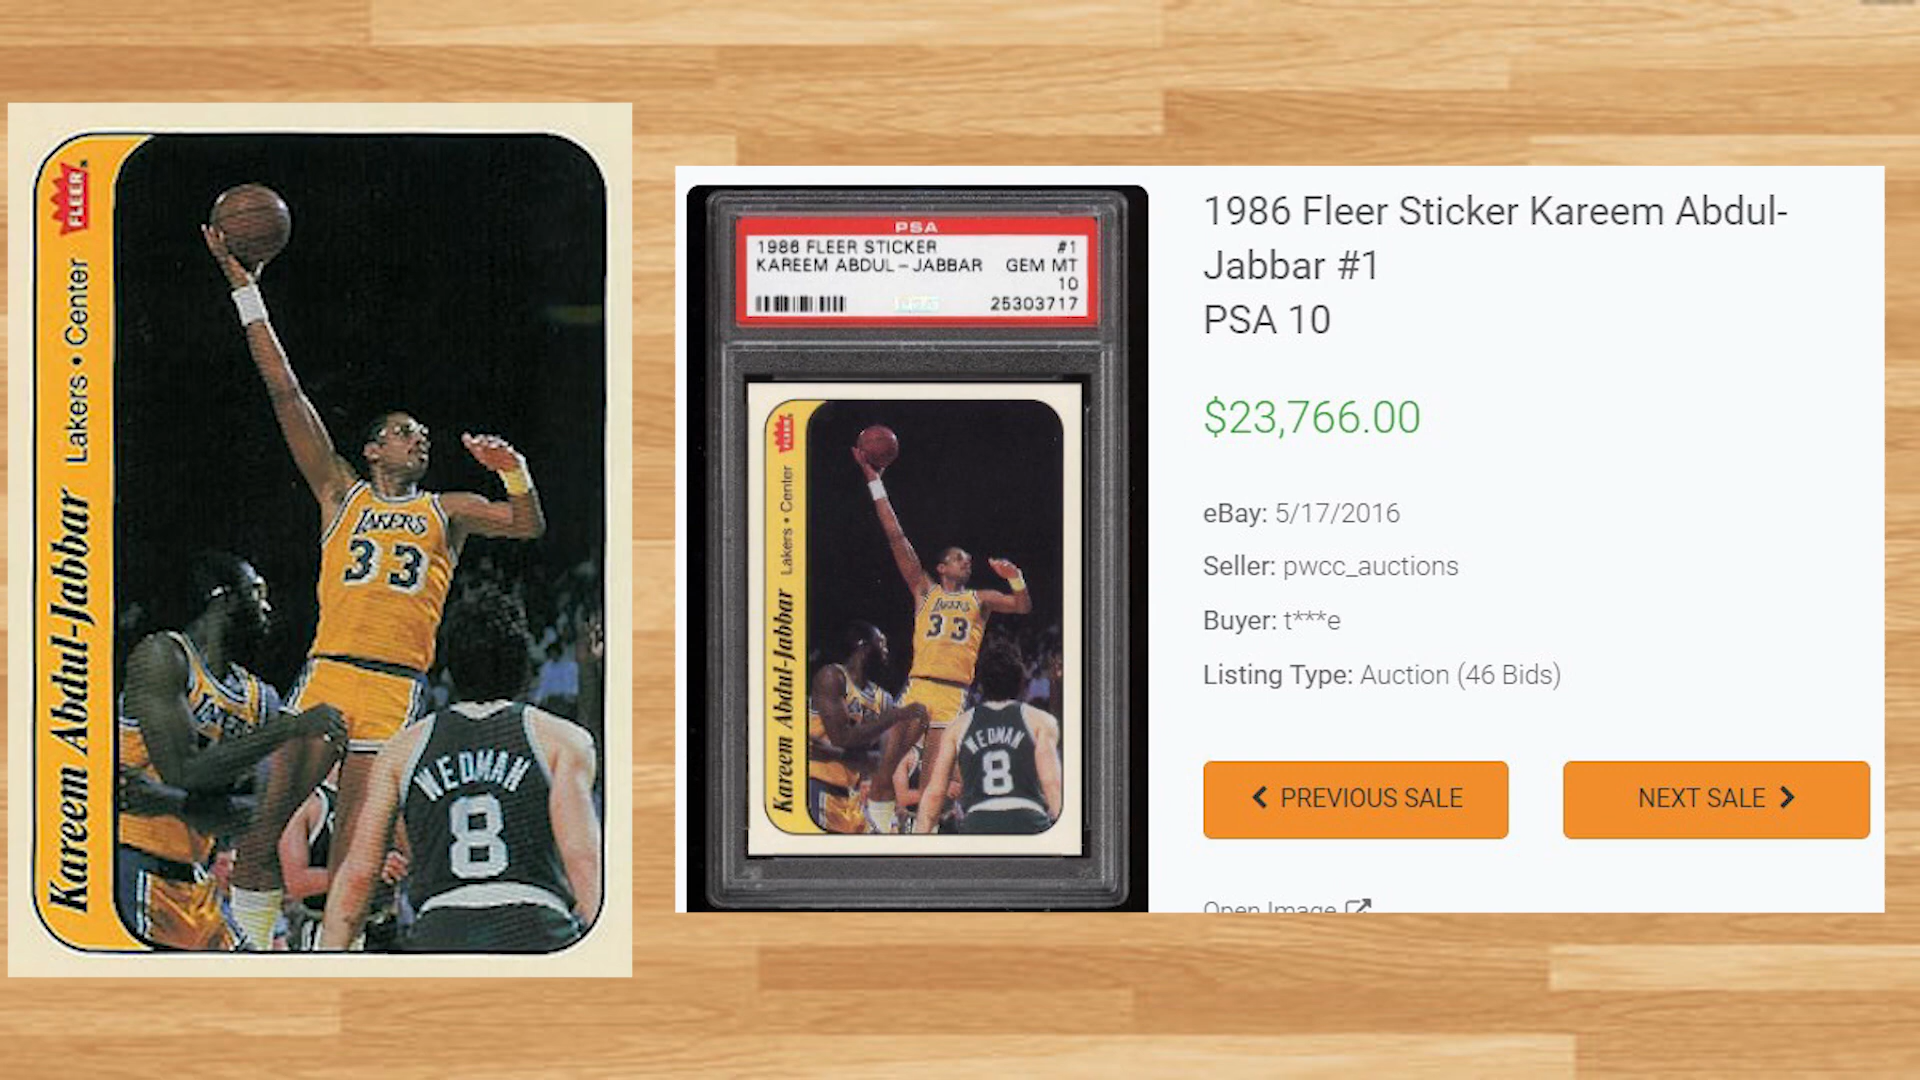 FLEER
Kareem Abdul-Jabbar Lakers • Center
LAKERS
33
WEDMAN
8
PSA
1986 FLEER STICKER #1
KAREEM ABDUL-JABBAR GEM MT
10
25303717
FLEER
Kareem Abdul-Jabbar Lakers • Center
LAKERS
33
WEDMAN
8
1986 Fleer Sticker Kareem Abdul-
Jabbar #1
PSA 10
$23,766.00
eBay: 5/17/2016
Seller: pwcc_auctions
Buyer: t***e
Listing Type: Auction (46 Bids)
PREVIOUS SALE
NEXT SALE
Open Image